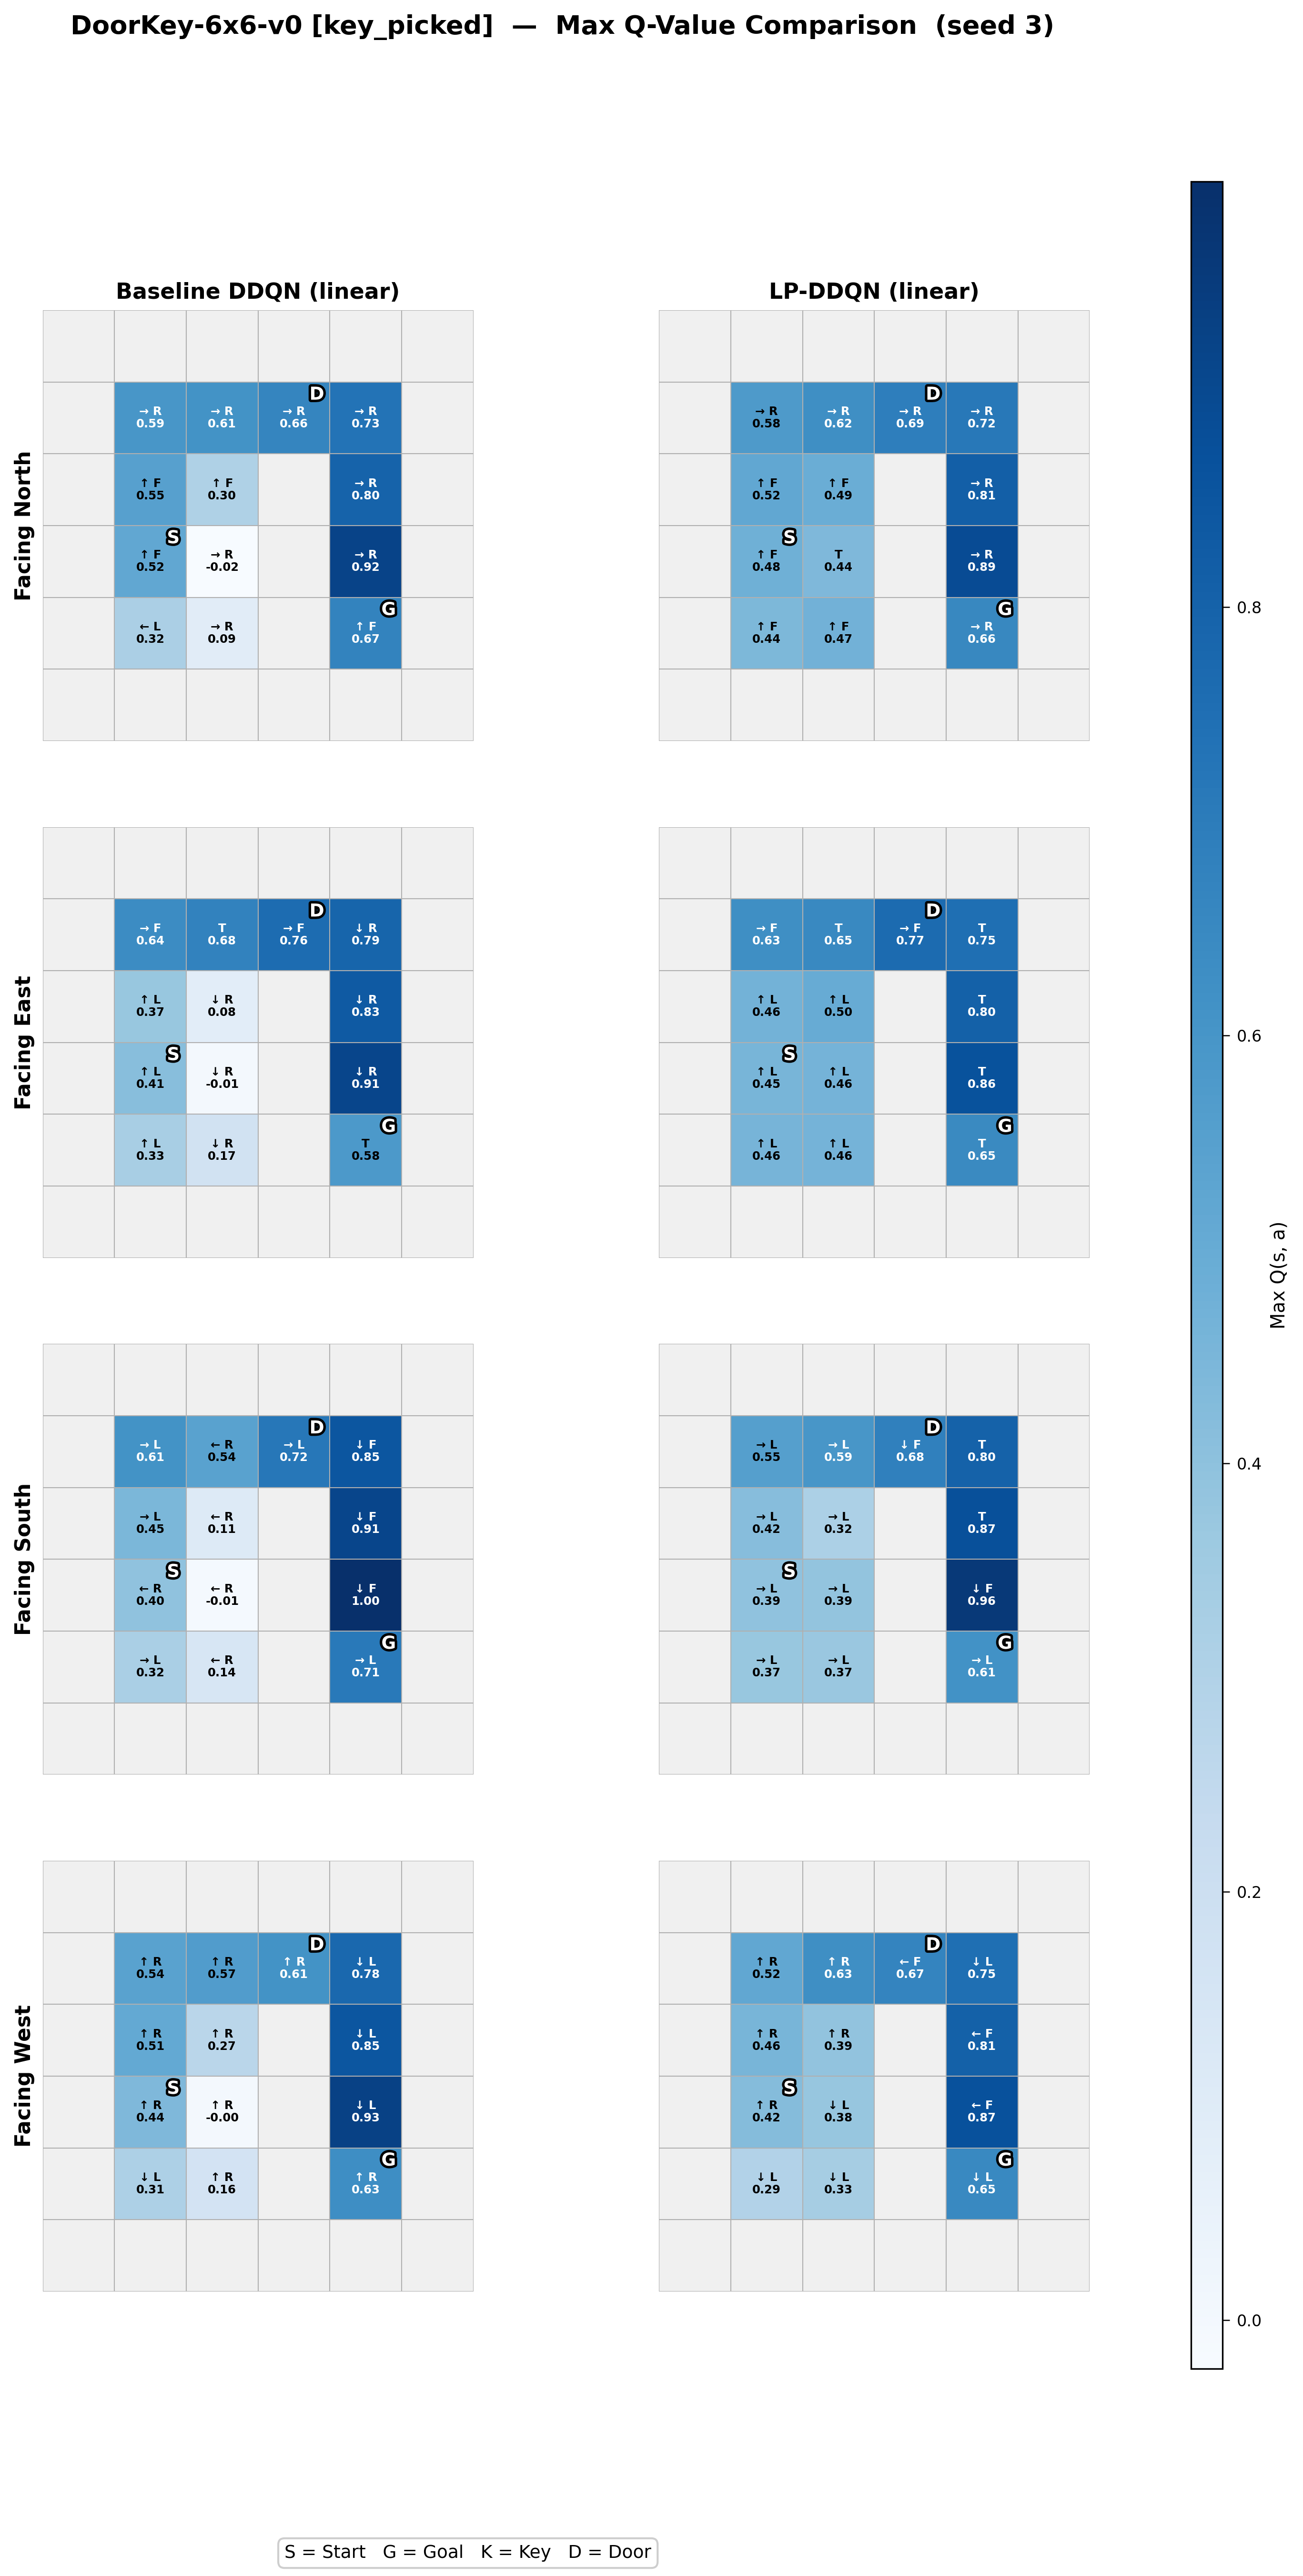 DoorKey-6x6-v0 [key_picked] — Max Q-Value Comparison (seed 3)
Baseline DDQN (linear)
LP-DDQN (linear)
Facing North
D
→ R → R → R → R
0.59 0.61 0.66 0.73
↑ F ↑ F → R
0.55 0.30 0.80
S
↑ F → R → R
0.52 -0.02 0.92
G
← L → R ↑ F
0.32 0.09 0.67
D
→ R → R → R → R
0.58 0.62 0.69 0.72
↑ F ↑ F → R
0.52 0.49 0.81
S
↑ F T → R
0.48 0.44 0.89
G
↑ F ↑ F → R
0.44 0.47 0.66
Facing East
D
→ F T → F ↓ R
0.64 0.68 0.76 0.79
↑ L ↓ R ↓ R
0.37 0.08 0.83
S
↑ L ↓ R ↓ R
0.41 -0.01 0.91
G
↑ L ↓ R T
0.33 0.17 0.58
D
→ F T → F T
0.63 0.65 0.77 0.75
↑ L ↑ L T
0.46 0.50 0.80
S
↑ L ↑ L T
0.45 0.46 0.86
G
↑ L ↑ L T
0.46 0.46 0.65
Facing South
D
→ L ← R → L ↓ F
0.61 0.54 0.72 0.85
→ L ← R ↓ F
0.45 0.11 0.91
S
← R ← R ↓ F
0.40 -0.01 1.00
G
→ L ← R → L
0.32 0.14 0.71
D
→ L → L ↓ F T
0.55 0.59 0.68 0.80
→ L → L T
0.42 0.32 0.87
S
→ L → L ↓ F
0.39 0.39 0.96
G
→ L → L → L
0.37 0.37 0.61
Facing West
D
↑ R ↑ R ↑ R ↓ L
0.54 0.57 0.61 0.78
↑ R ↑ R ↓ L
0.51 0.27 0.85
S
↑ R ↑ R ↓ L
0.44 -0.00 0.93
G
↓ L ↑ R ↑ R
0.31 0.16 0.63
D
↑ R ↑ R ← F ↓ L
0.52 0.63 0.67 0.75
↑ R ↑ R ← F
0.46 0.39 0.81
S
↑ R ↓ L ← F
0.42 0.38 0.87
G
↓ L ↓ L ↓ L
0.29 0.33 0.65
0.8
0.6
0.4
0.2
0.0
Max Q(s, a)
S = Start G = Goal K = Key D = Door